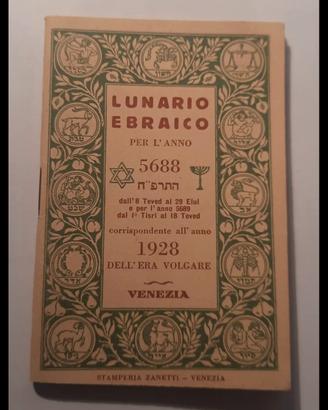 LUNARIO
EBRAICO
PER L'ANNO
5688
התרפ"ח
dall'8 Teved al 29 Elul
e per l'anno 5689
dal 1º Tisri al 18 Teved
corrispondente all'anno
1928
DELL'ERA VOLGARE
VENEZIA
STAMPERIA ZANETTI - VENEZIA